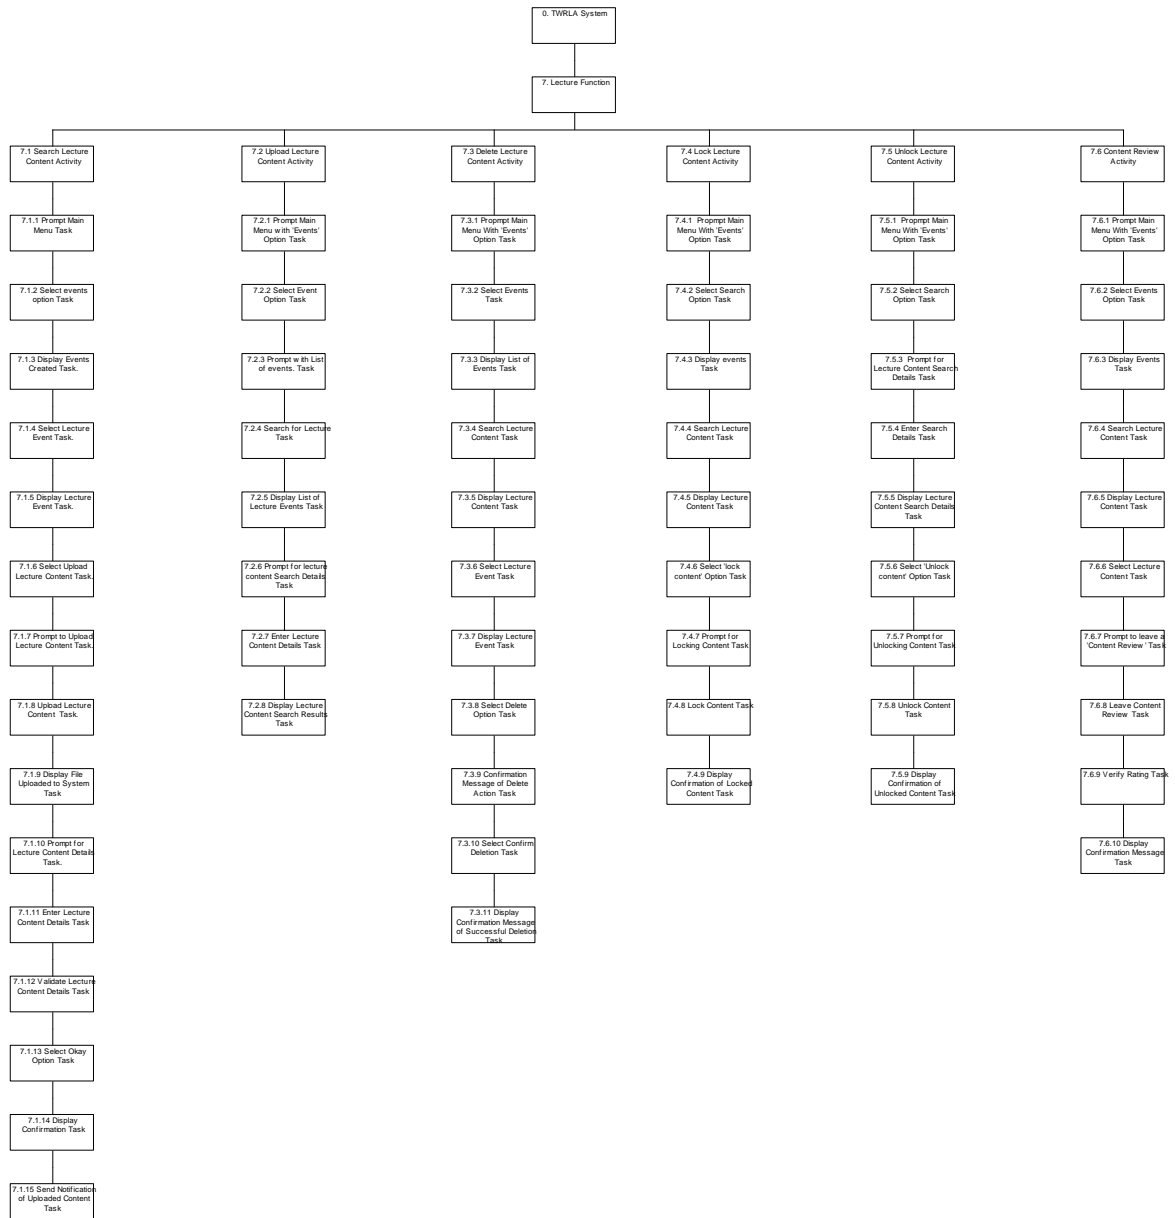 0. TWRLA System
7. Lecture Function
7.1 Search Lecture
Content Activity
7.1.1 Prompt Main
Menu Task
7.1.2 Select events
option Task
7.1.3 Display Events
Created Task.
7.1.4 Select Lecture
Event Task.
7.1.5 Display Lecture
Event Task.
7.1.6 Select Upload
Lecture Content Task.
7.1.7 Prompt to Upload
Lecture Content Task.
7.1.8 Upload Lecture
Content Task.
7.1.9 Display File
Uploaded to System
Task
7.1.10 Prompt for
Lecture Content Details
Task.
7.1.11 Enter Lecture
Content Details Task
7.1.12 Validate Lecture
Content Details Task
7.1.13 Select Okay
Option Task
7.1.14 Display
Confirmation Task
7.1.15 Send Notification
of Uploaded Content
Task
7.2 Upload Lecture
Content Activity
7.2.1 Prompt Main
Menu with 'Events'
Option Task
7.2.2 Select Event
Option Task
7.2.3 Prompt with List
of events. Task
7.2.4 Search for Lecture
Task
7.2.5 Display List of
Lecture Events Task
7.2.6 Prompt for lecture
content Search Details
Task
7.2.7 Enter Lecture
Content Details Task
7.2.8 Display Lecture
Content Search Results
Task
7.3 Delete Lecture
Content Activity
7.3.1 Propmpt Main
Menu With 'Events'
Option Task
7.3.2 Select Events
Task
7.3.3 Display List of
Events Task
7.3.4 Search Lecture
Content Task
7.3.5 Display Lecture
Content Task
7.3.6 Select Lecture
Event Task
7.3.7 Display Lecture
Event Task
7.3.8 Select Delete
Option Task
7.3.9 Confirmation
Message of Delete
Action Task
7.3.10 Select Confirm
Deletion Task
7.3.11 Display
Confirmation Message
of Successful Deletion
Task
7.4 Lock Lecture
Content Activity
7.4.1 Propmpt Main
Menu With 'Events'
Option Task
7.4.2 Select Search
Option Task
7.4.3 Display events
Task
7.4.4 Search Lecture
Content Task
7.4.5 Display Lecture
Content Task
7.4.6 Select 'lock
content' Option Task
7.4.7 Prompt for
Locking Content Task
7.4.8 Lock Content Task
7.4.9 Display
Confirmation of Locked
Content Task
7.5 Unlock Lecture
Content Activity
7.5.1 Propmpt Main
Menu With 'Events'
Option Task
7.5.2 Select Search
Option Task
7.5.3 Prompt for
Lecture Content Search
Details Task
7.5.4 Enter Search
Details Task
7.5.5 Display Lecture
Content Search Details
Task
7.5.6 Select 'Unlock
content' Option Task
7.5.7 Prompt for
Unlocking Content Task
7.5.8 Unlock Content
Task
7.5.9 Display
Confirmation of
Unlocked Content Task
7.6 Content Review
Activity
7.6.1 Prompt Main
Menu With 'Events'
Option Task
7.6.2 Select Events
Option Task
7.6.3 Display Events
Task
7.6.4 Search Lecture
Content Task
7.6.5 Display Lecture
Content Task
7.6.6 Select Lecture
Content Task
7.6.7 Prompt to leave a
'Content Review ' Task
7.6.8 Leave Content
Review Task
7.6.9 Verify Rating Task
7.6.10 Display
Confirmation Message
Task